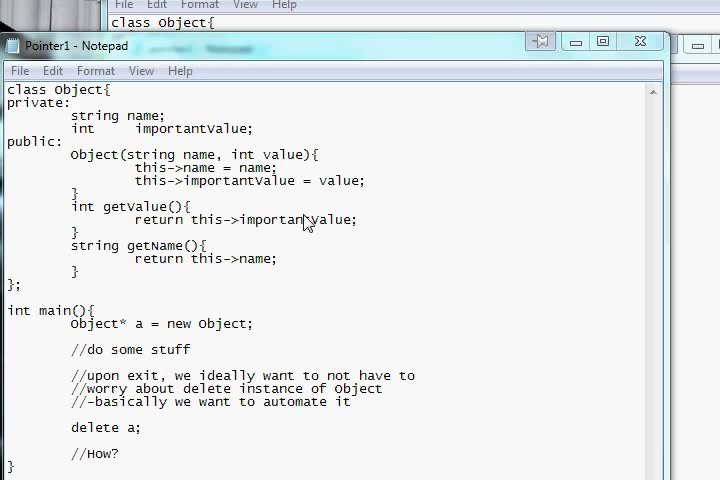 File Edit Format View Help
class Object{
Pointer1 - Notepad
File Edit Format View Help
class Object{
private:
string name;
int importantValue;
public:
Object(string name, int value){
this->name = name;
this->importantValue = value;
}
int getValue(){
return this->importantValue;
}
string getName(){
return this->name;
}
};
int main(){
Object* a = new Object;
//do some stuff
//upon exit, we ideally want to not have to
//worry about delete instance of Object
//-basically we want to automate it
delete a;
//How?
}